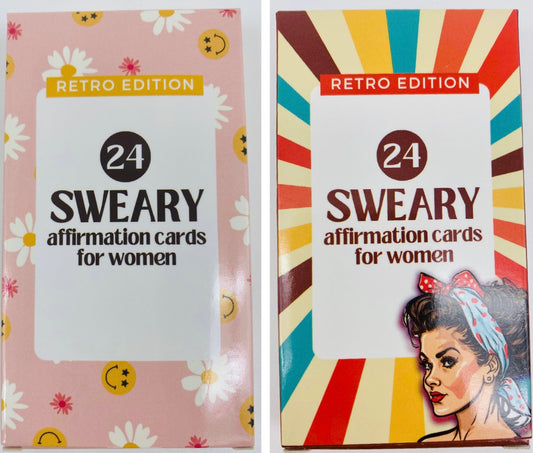 RETRO EDITION
24
SWEARY
affirmation cards
for women
RETRO EDITION
24
SWEARY
affirmation cards
for women